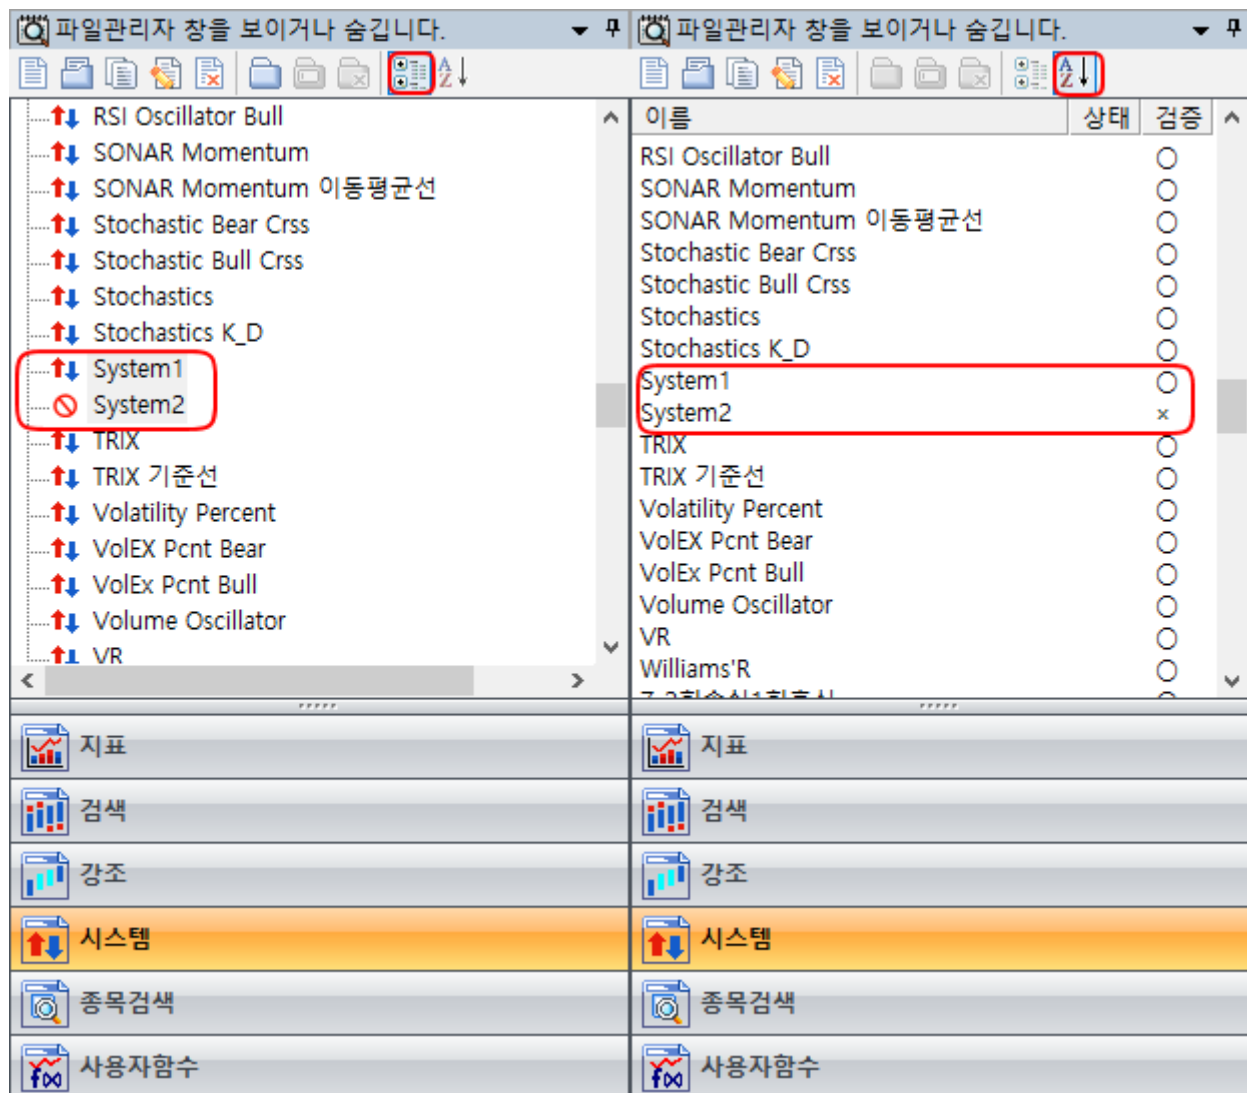 파일관리자 창을 보이거나 숨깁니다.
RSI Oscillator Bull
SONAR Momentum
SONAR Momentum 이동평균선
Stochastic Bear Crss
Stochastic Bull Crss
Stochastics
Stochastics K_D
System1
System2
TRIX
TRIX 기준선
Volatility Percent
VolEX Pcnt Bear
VolEx Pcnt Bull
Volume Oscillator
VR
지표
검색
강조
시스템
종목검색
사용자함수
파일관리자 창을 보이거나 숨깁니다.
이름 상태 검증
RSI Oscillator Bull ○
SONAR Momentum ○
SONAR Momentum 이동평균선 ○
Stochastic Bear Crss ○
Stochastic Bull Crss ○
Stochastics ○
Stochastics K_D ○
System1 ○
System2 ×
TRIX ○
TRIX 기준선 ○
Volatility Percent ○
VolEX Pcnt Bear ○
VolEx Pcnt Bull ○
Volume Oscillator ○
VR ○
Williams'R ○
지표
검색
강조
시스템
종목검색
사용자함수